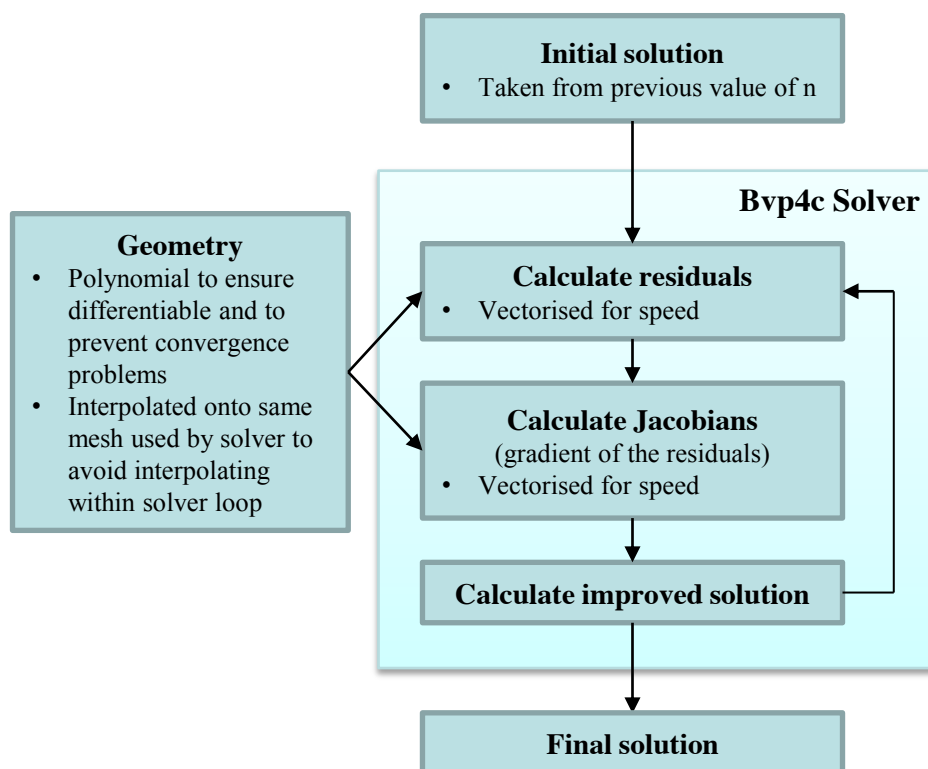 Initial solution
• Taken from previous value of n
Bvp4c Solver
Geometry
• Polynomial to ensure
differentiable and to
prevent convergence
problems
• Interpolated onto same
mesh used by solver to
avoid interpolating
within solver loop
Calculate residuals
• Vectorised for speed
Calculate Jacobians
(gradient of the residuals)
• Vectorised for speed
Calculate improved solution
Final solution